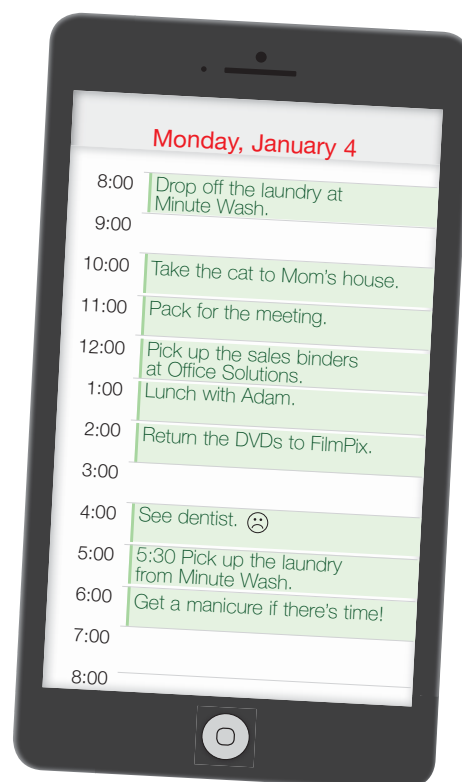 Monday, January 4
8:00 Drop off the laundry at
Minute Wash.
9:00
10:00 Take the cat to Mom's house.
11:00 Pack for the meeting.
12:00 Pick up the sales binders
at Office Solutions.
1:00 Lunch with Adam.
2:00 Return the DVDs to FilmPix.
3:00
4:00 See dentist. ☹
5:00 5:30 Pick up the laundry
from Minute Wash.
6:00 Get a manicure if there's time!
7:00
8:00